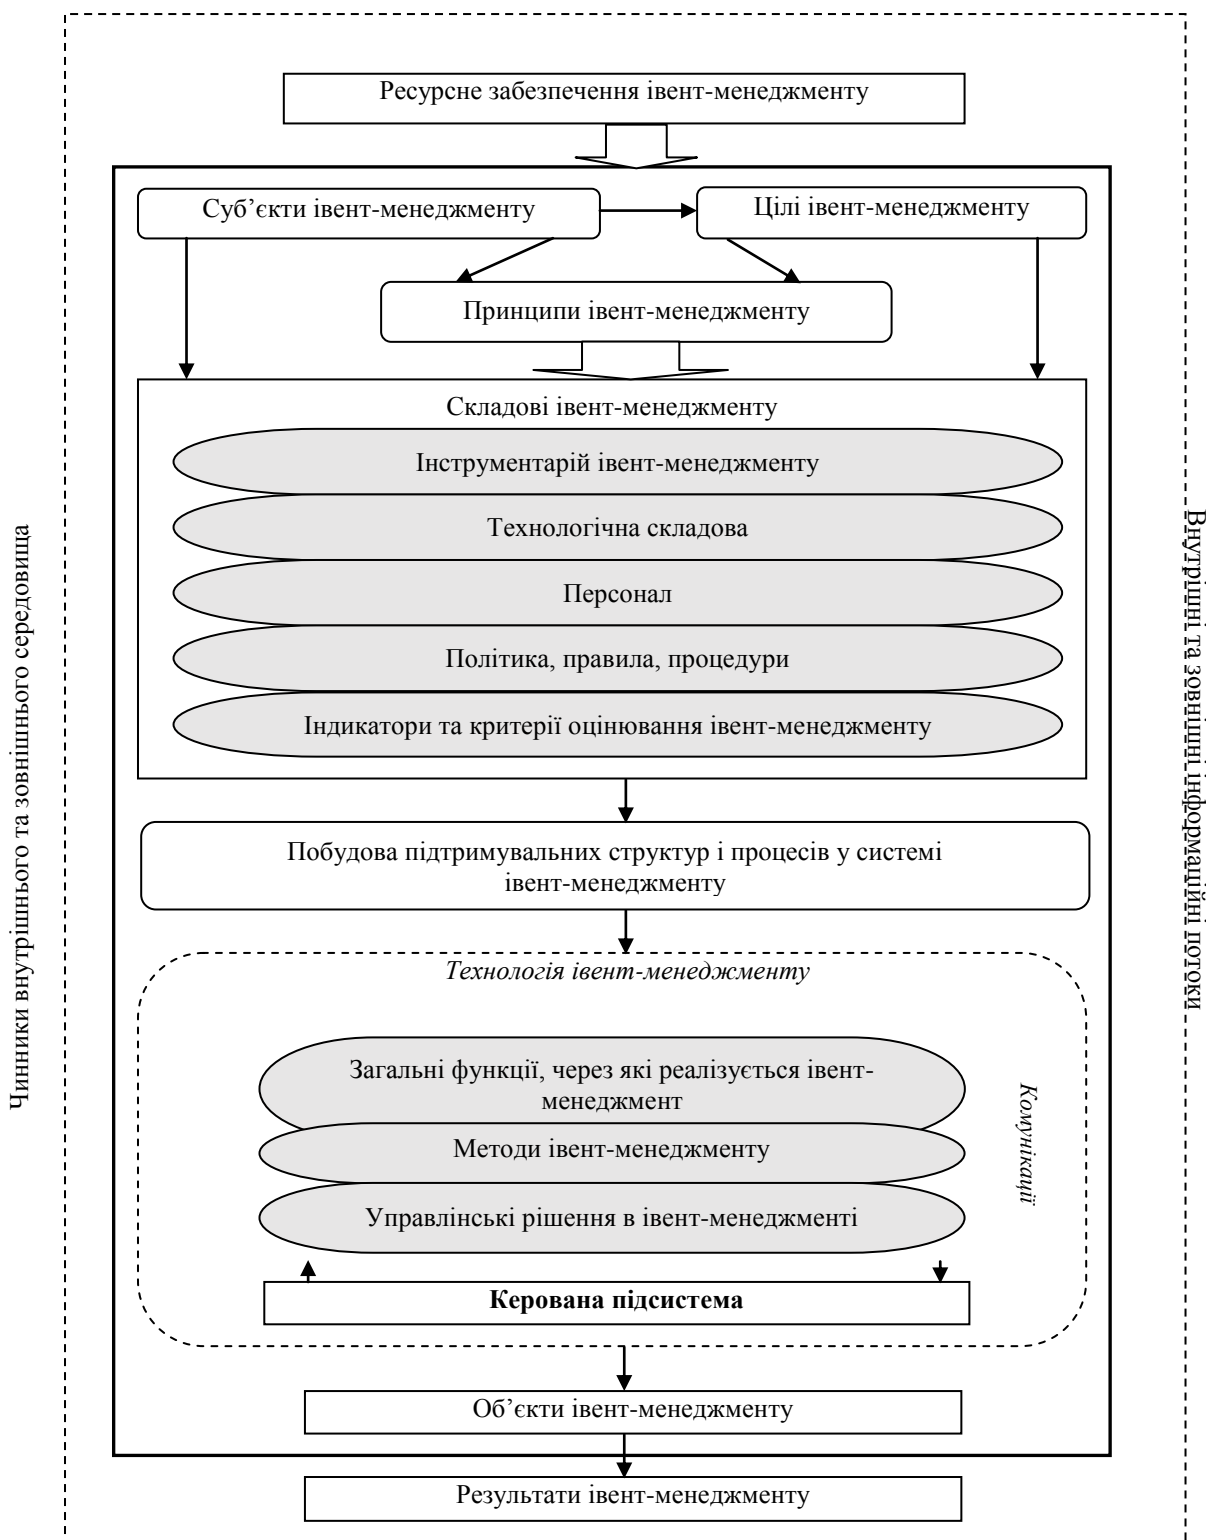 Ресурсне забезпечення івент-менеджменту
Суб’єкти івент-менеджменту
Цілі івент-менеджменту
Принципи івент-менеджменту
Складові івент-менеджменту
Інструментарій івент-менеджменту
Технологічна складова
Персонал
Політика, правила, процедури
Індикатори та критерії оцінювання івент-менеджменту
Чинники внутрішнього та зовнішнього середовища
Внутрішні та зовнішні інформаційні потоки
Побудова підтримувальних структур і процесів у системі
івент-менеджменту
Технологія івент-менеджменту
Загальні функції, через які реалізується івент-
менеджмент
Методи івент-менеджменту
Управлінські рішення в івент-менеджменті
Комунікації
Керована підсистема
Об’єкти івент-менеджменту
Результати івент-менеджменту